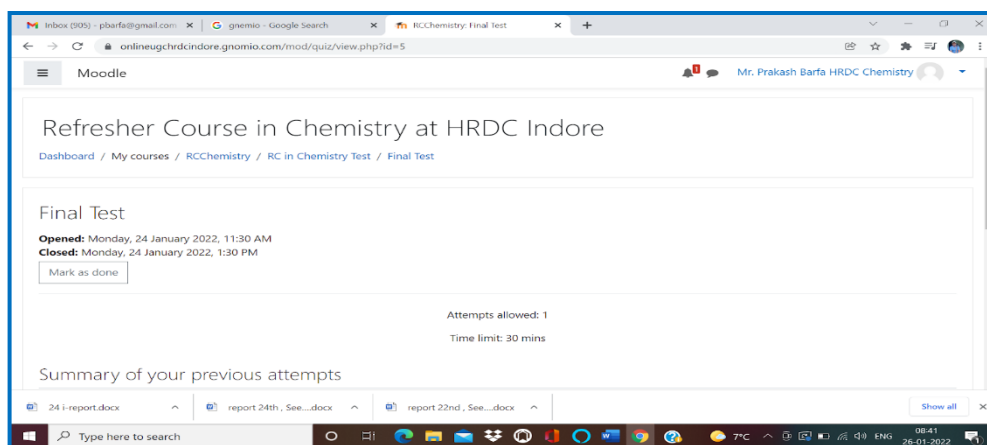 Inbox (905) - pbarfa@gmail.com
gnemio - Google Search
RCChemistry: Final Test
onlineugchrdcindore.gnomio.com/mod/quiz/view.php?id=5
Moodle
1
Mr. Prakash Barfa HRDC Chemistry
Refresher Course in Chemistry at HRDC Indore
Dashboard / My courses / RCChemistry / RC in Chemistry Test / Final Test
Final Test
Opened: Monday, 24 January 2022, 11:30 AM
Closed: Monday, 24 January 2022, 1:30 PM
Mark as done
Attempts allowed: 1
Time limit: 30 mins
Summary of your previous attempts
24 i-report.docx
report 24th , See....docx
report 22nd , See....docx
Show all
Type here to search
7°C
ENG
08:41
26-01-2022